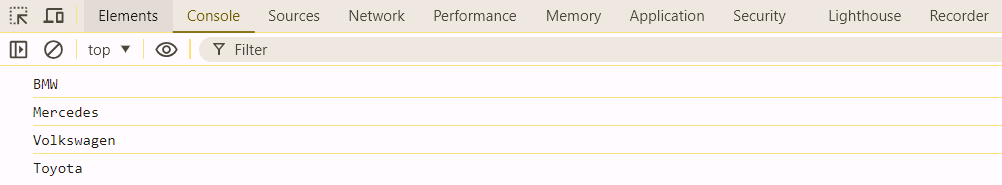 Elements Console Sources Network Performance Memory Application Security Lighthouse Recorder
top Filter
BMW
Mercedes
Volkswagen
Toyota